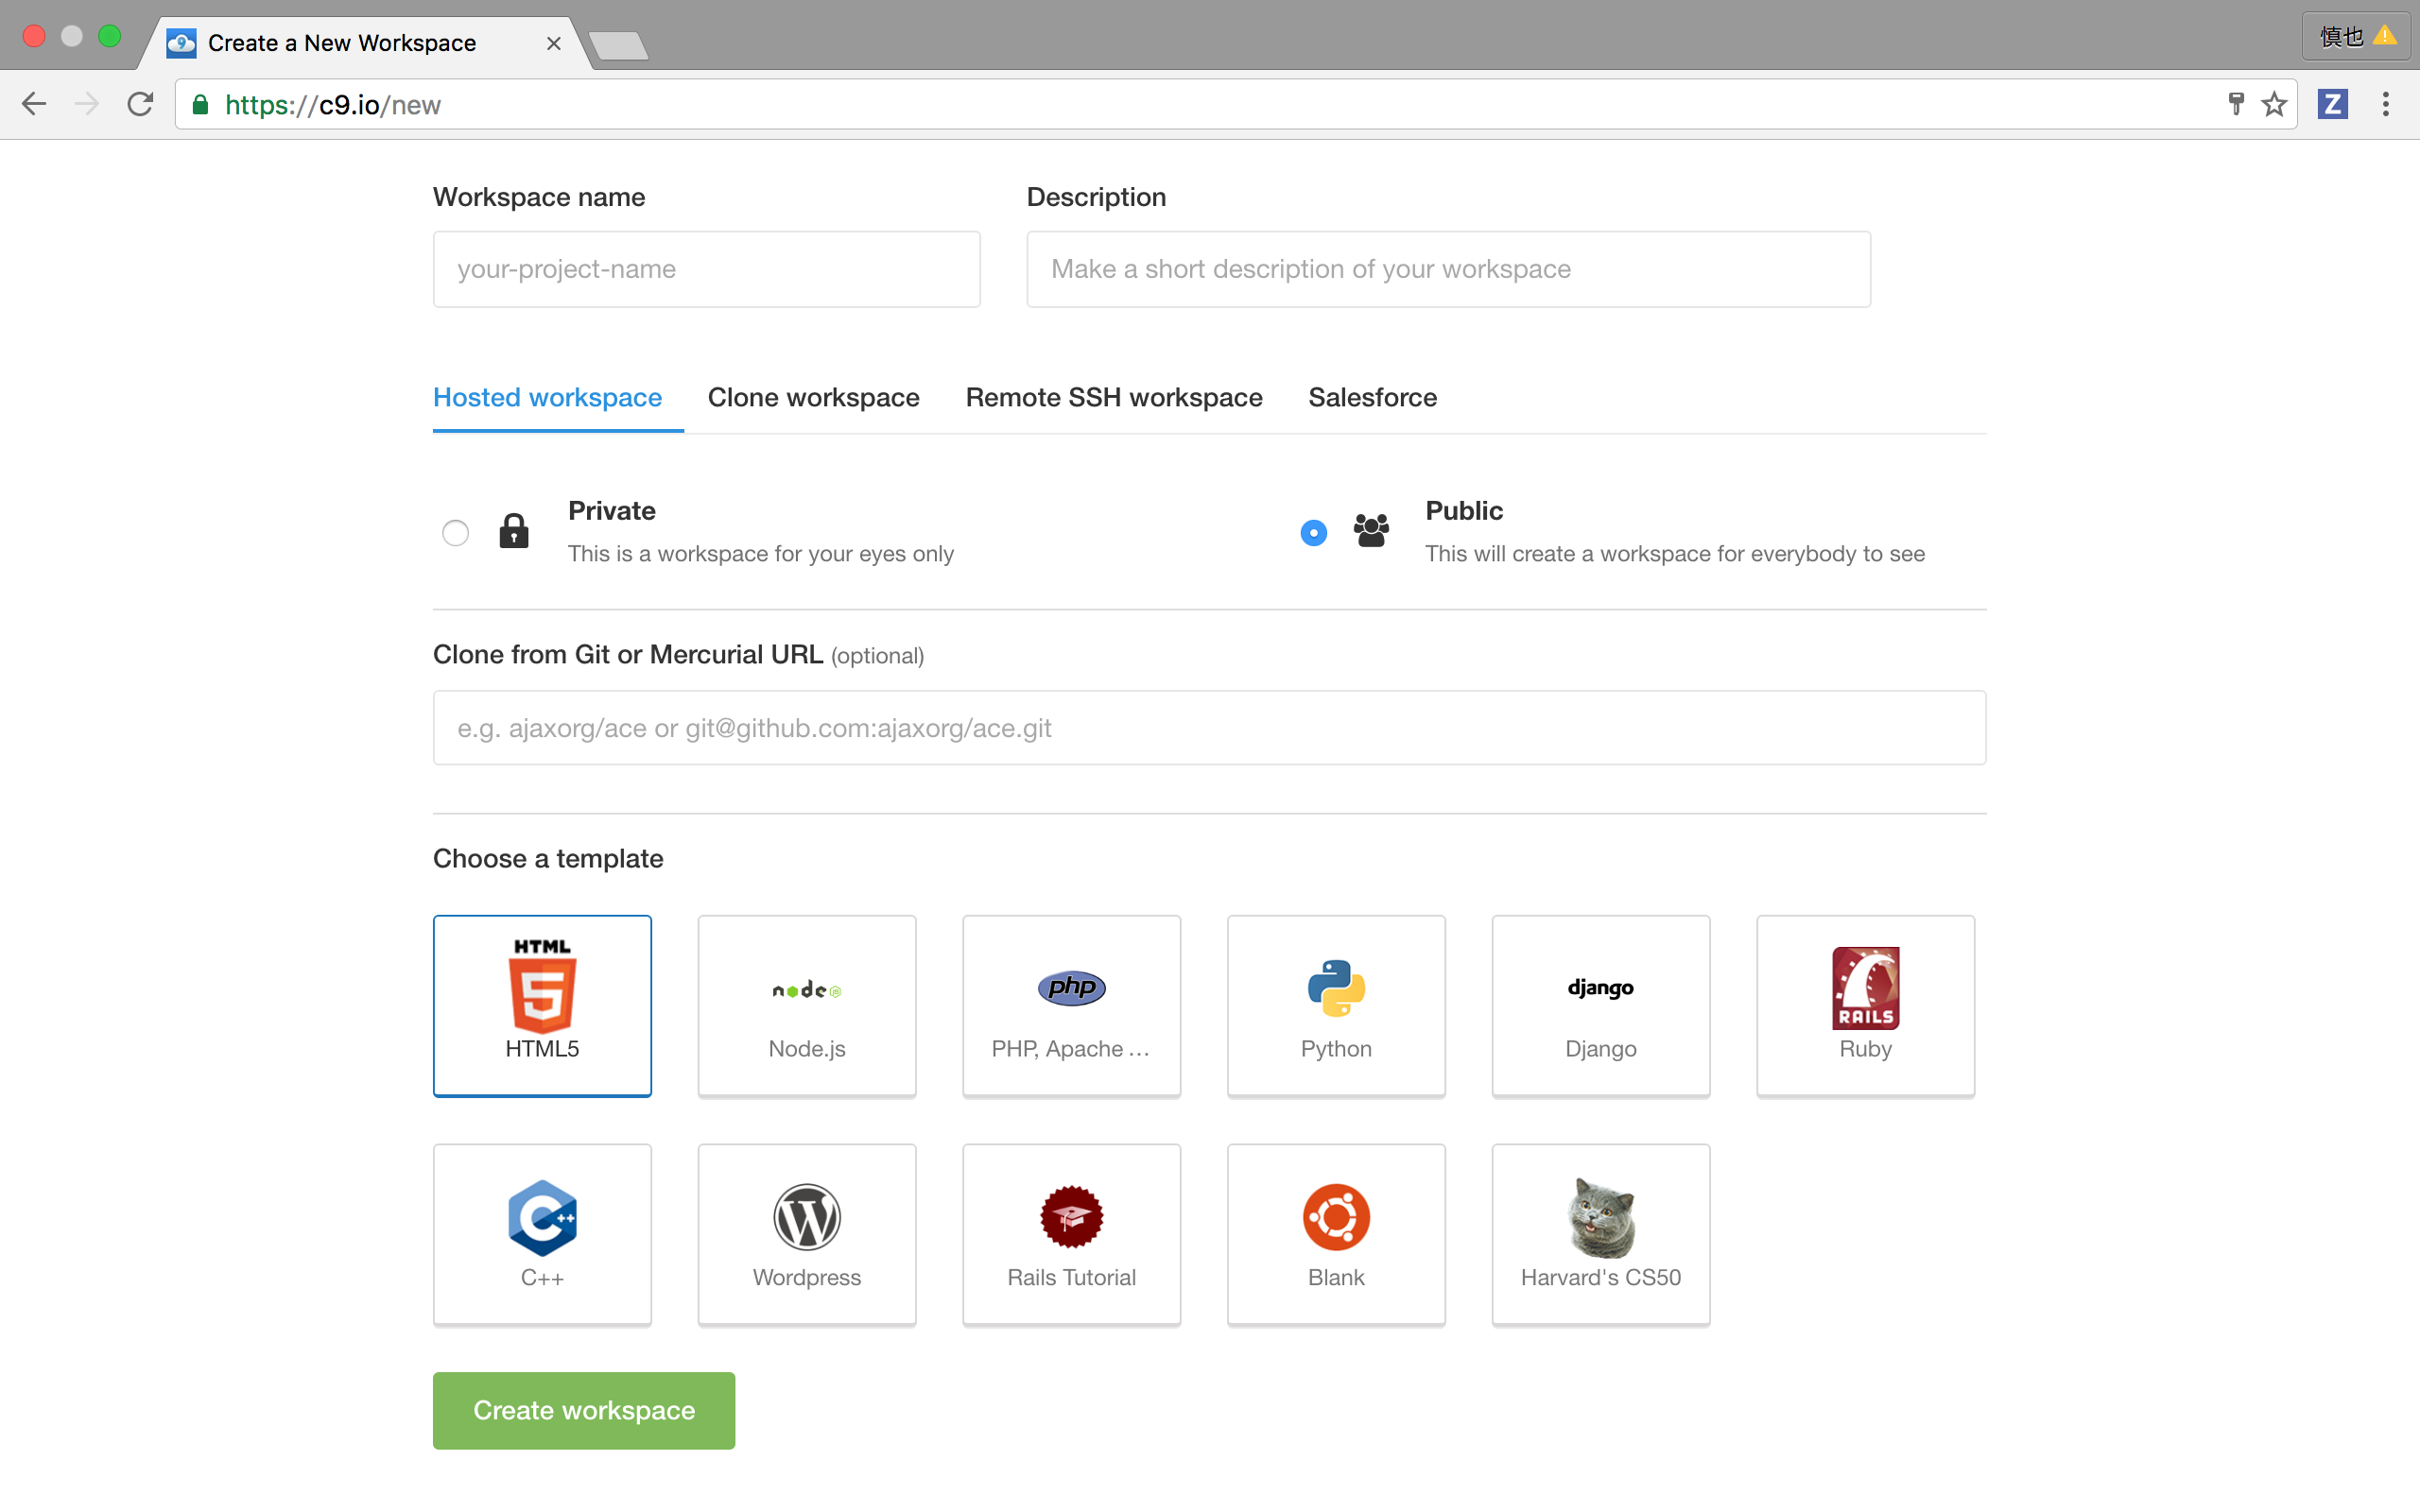 Create a New Workspace
慎也
https://c9.io/new
Z
Workspace name
Description
your-project-name
Make a short description of your workspace
Hosted workspace
Clone workspace
Remote SSH workspace
Salesforce
Private
Public
This is a workspace for your eyes only
This will create a workspace for everybody to see
Clone from Git or Mercurial URL (optional)
e.g. ajaxorg/ace or git@github.com:ajaxorg/ace.git
Choose a template
HTML
5
HTML5
node JS
Node.js
php
PHP, Apache ...
Python
django
Django
RAILS
Ruby
C++
C++
W
Wordpress
Rails Tutorial
Blank
Harvard's CS50
Create workspace